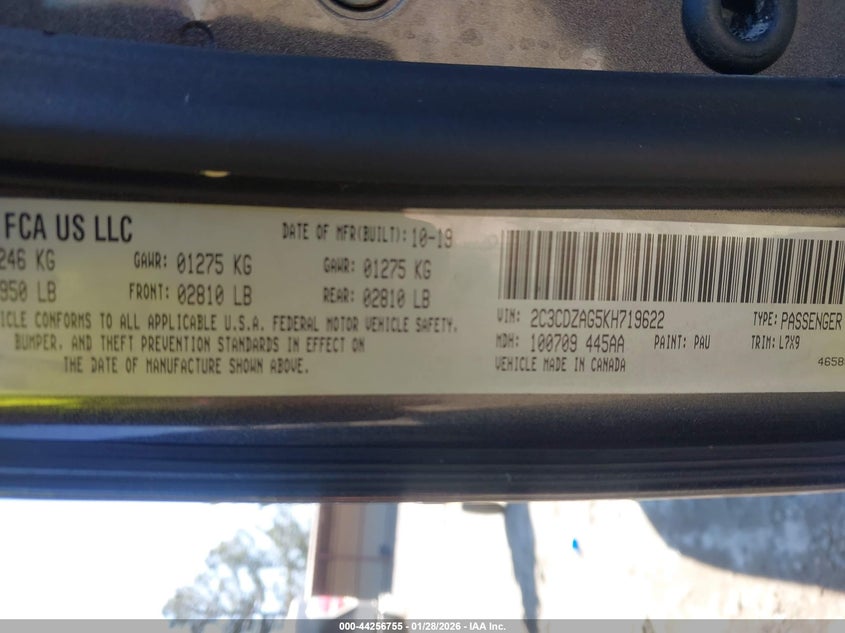 FCA US LLC
DATE OF MFR(BUILT): 10-19
246 KG GAWR: 01275 KG GAWR: 01275 KG
950 LB FRONT: 02810 LB REAR: 02810 LB
ICLE CONFORMS TO ALL APPLICABLE U.S.A. FEDERAL MOTOR VEHICLE SAFETY.
BUMPER, AND THEFT PREVENTION STANDARDS IN EFFECT ON
THE DATE OF MANUFACTURE SHOWN ABOVE.
VIN: 2C3CDZAG5KH719622 TYPE: PASSENGER
MDH: 100709 445AA PAINT: PAU TRIM: L7X9
VEHICLE MADE IN CANADA
4658
000-44256755 - 01/28/2026 - IAA Inc.